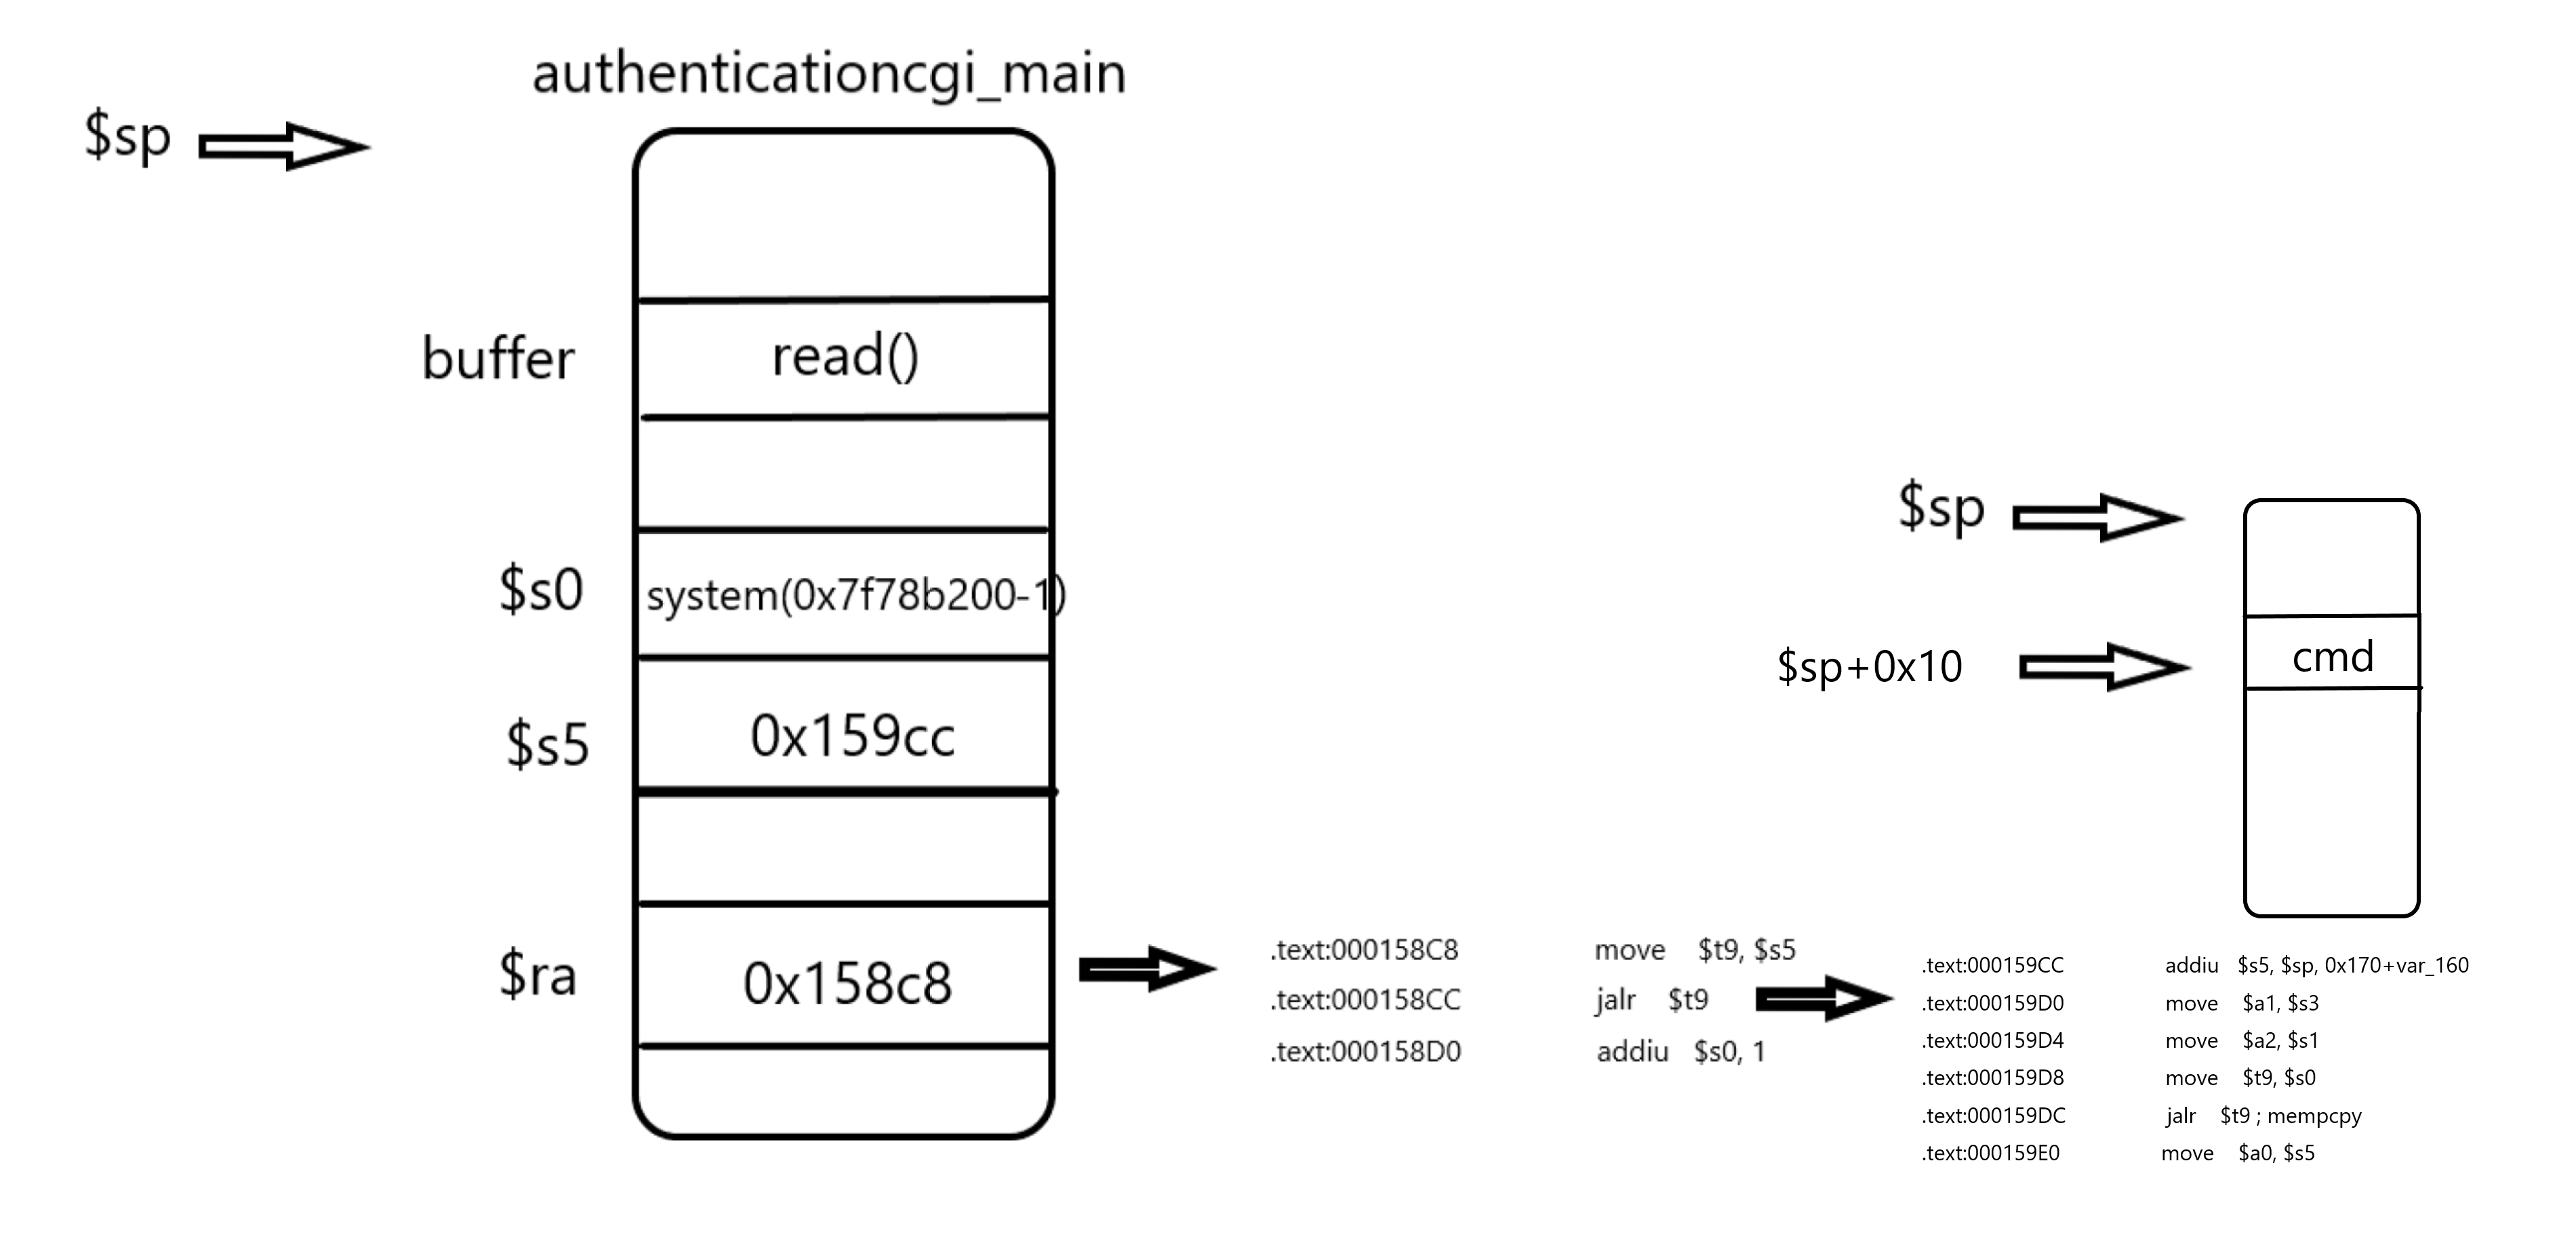 authenticationcgi_main
$sp
buffer
read()
$s0
system(0x7f78b200-1)
$s5
0x159cc
$ra
0x158c8
.text:000158C8 move $t9, $s5
.text:000158CC jalr $t9
.text:000158D0 addiu $s0, 1
$sp
$sp+0x10
cmd
.text:000159CC addiu $s5, $sp, 0x170+var_160
.text:000159D0 move $a1, $s3
.text:000159D4 move $a2, $s1
.text:000159D8 move $t9, $s0
.text:000159DC jalr $t9 ; mempcpy
.text:000159E0 move $a0, $s5